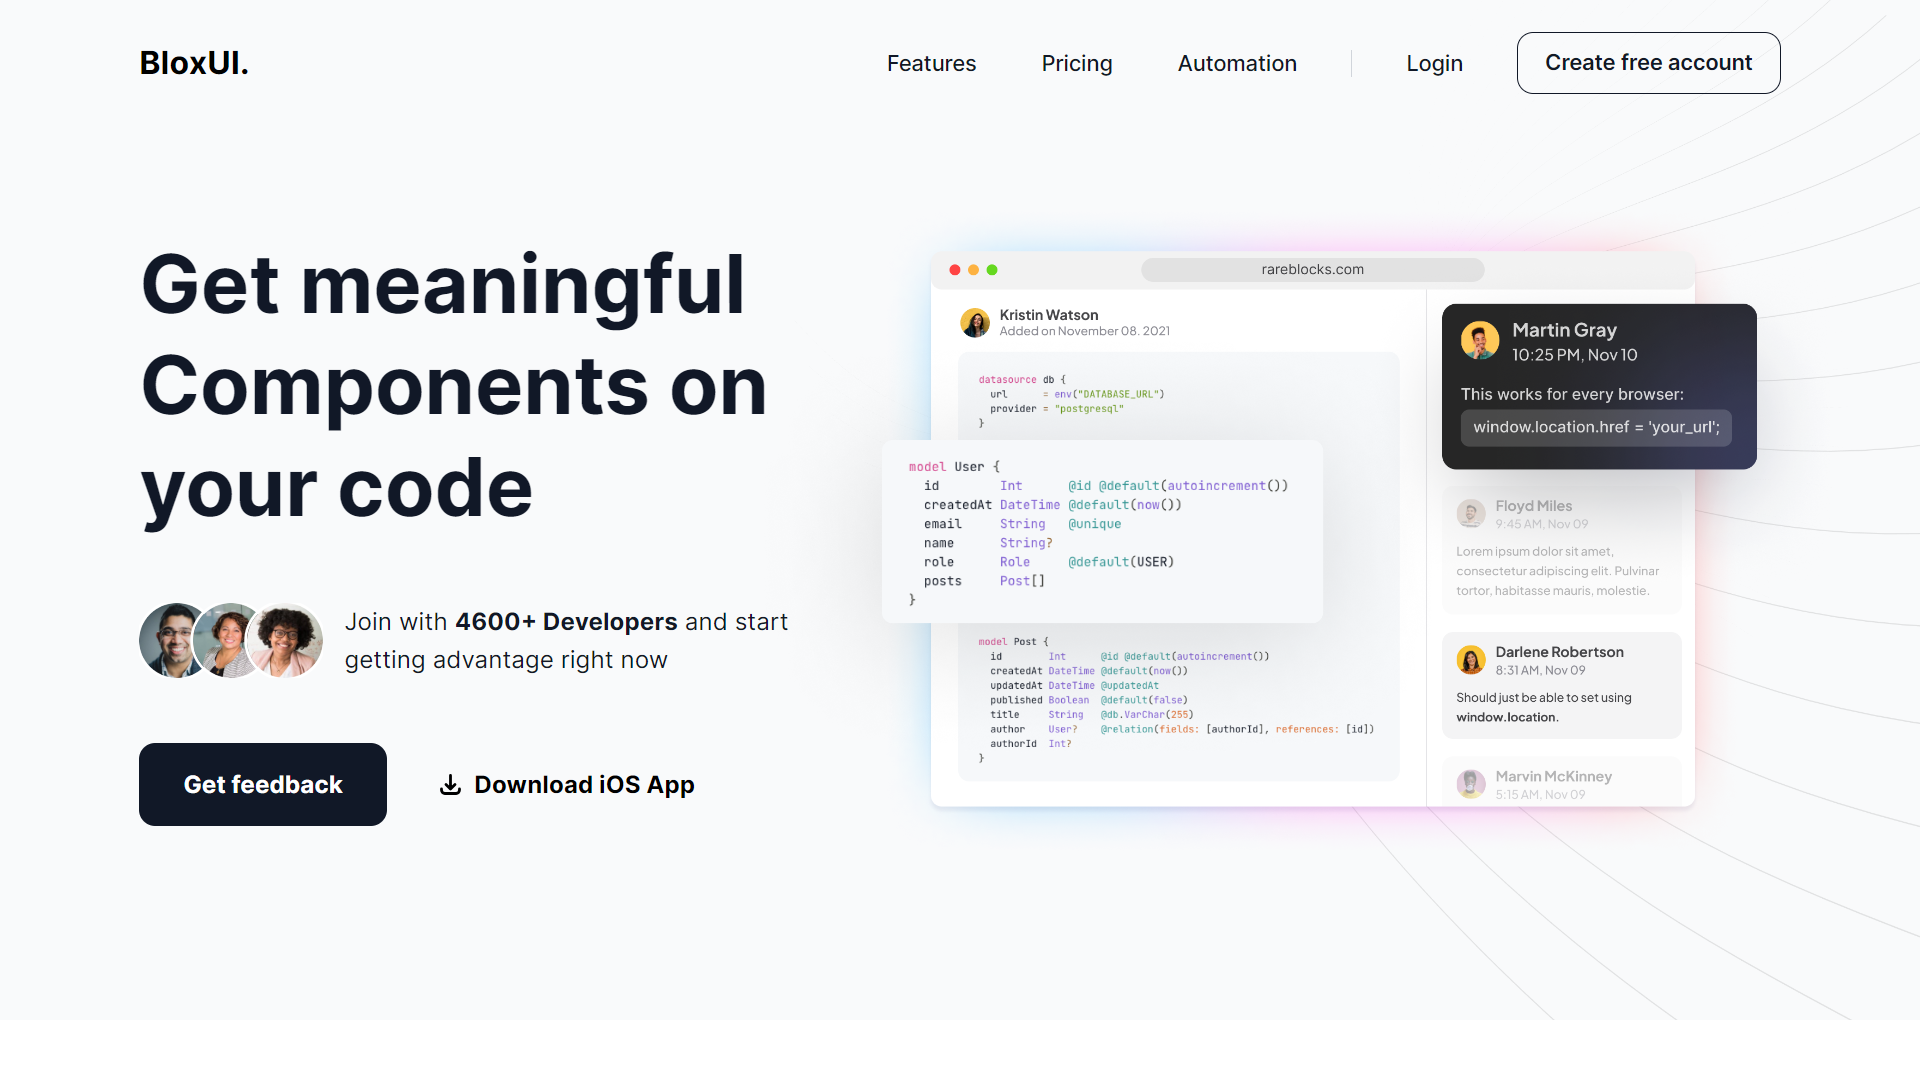 BloxUI.
Features
Pricing
Automation
Login
Create free account
Get meaningful
Components on
your code
Join with 4600+ Developers and start
getting advantage right now
Get feedback
Download iOS App
rareblocks.com
Kristin Watson
Added on November 08. 2021
datasource db {
  url      = env("DATABASE_URL")
  provider = "postgresql"
}
model User {
  id        Int      @id @default(autoincrement())
  createdAt DateTime @default(now())
  email     String   @unique
  name      String?
  role      Role     @default(USER)
  posts     Post[]
}
model Post {
  id        Int      @id @default(autoincrement())
  createdAt DateTime @default(now())
  updatedAt DateTime @updatedAt
  published Boolean  @default(false)
  title     String   @db.VarChar(255)
  author    User?    @relation(fields: [authorId], references: [id])
  authorId  Int?
}
Martin Gray
10:25 PM, Nov 10
This works for every browser:
window.location.href = 'your_url';
Floyd Miles
9:45 AM, Nov 09
Lorem ipsum dolor sit amet,
consectetur adipiscing elit. Pulvinar
tortor, habitasse mauris, molestie.
Darlene Robertson
8:31 AM, Nov 09
Should just be able to set using
window.location.
Marvin McKinney
5:15 AM, Nov 09